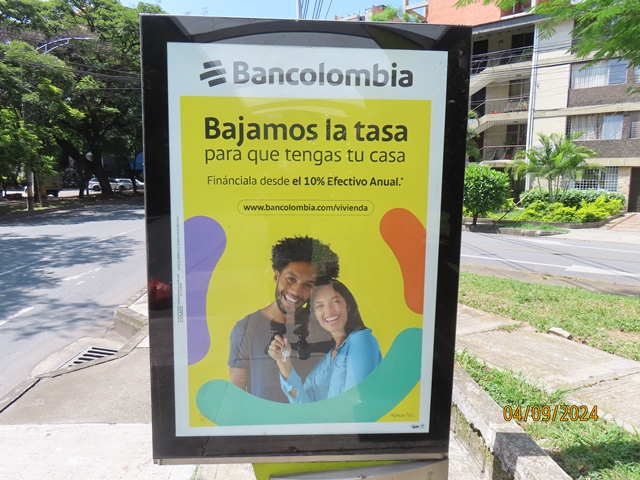 Bancolombia
Bajamos la tasa
para que tengas tu casa
Fináncialа desde el 10% Efectivo Anual.*
www.bancolombia.com/vivienda
04/09/2024